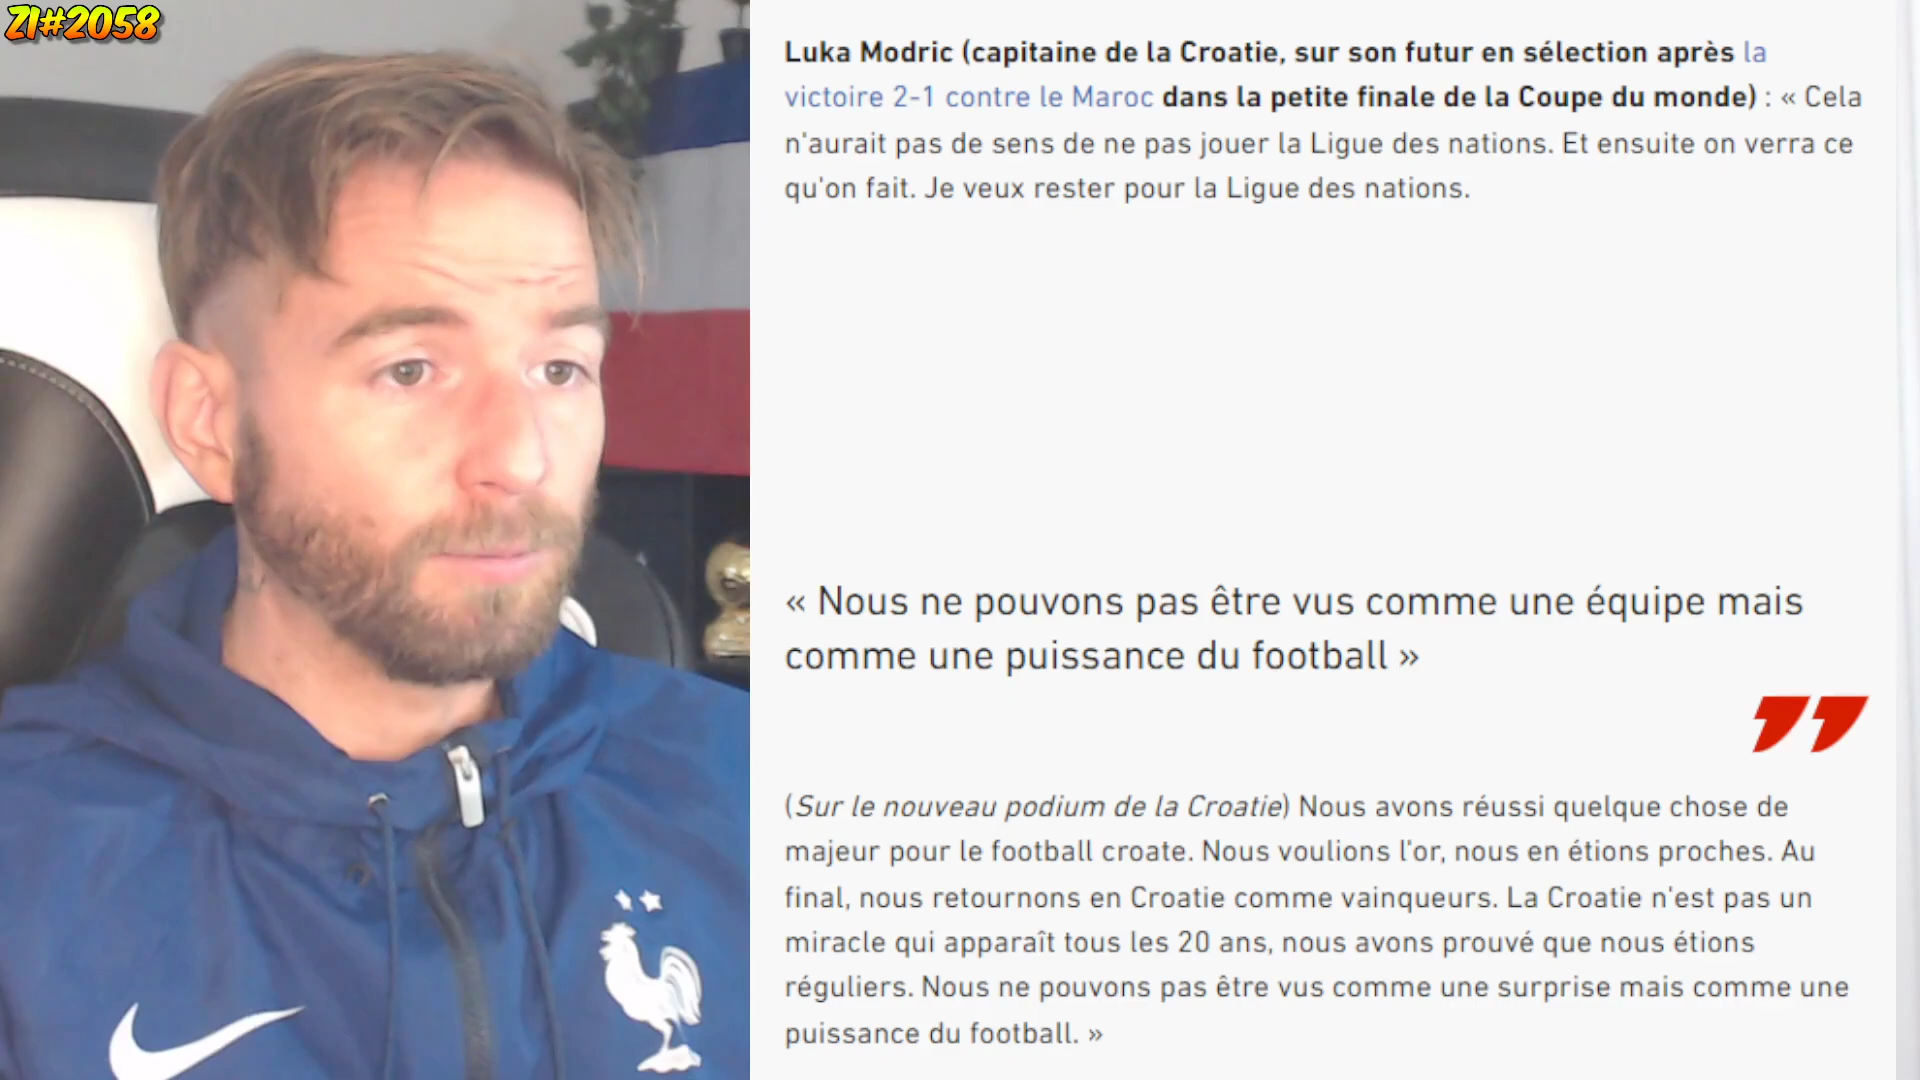 ZI#2058
Luka Modric (capitaine de la Croatie, sur son futur en sélection après la
victoire 2-1 contre le Maroc dans la petite finale de la Coupe du monde) : « Cela
n'aurait pas de sens de ne pas jouer la Ligue des nations. Et ensuite on verra ce
qu'on fait. Je veux rester pour la Ligue des nations.
« Nous ne pouvons pas être vus comme une équipe mais
comme une puissance du football »
(Sur le nouveau podium de la Croatie) Nous avons réussi quelque chose de
majeur pour le football croate. Nous voulions l'or, nous en étions proches. Au
final, nous retournons en Croatie comme vainqueurs. La Croatie n'est pas un
miracle qui apparaît tous les 20 ans, nous avons prouvé que nous étions
réguliers. Nous ne pouvons pas être vus comme une surprise mais comme une
puissance du football. »